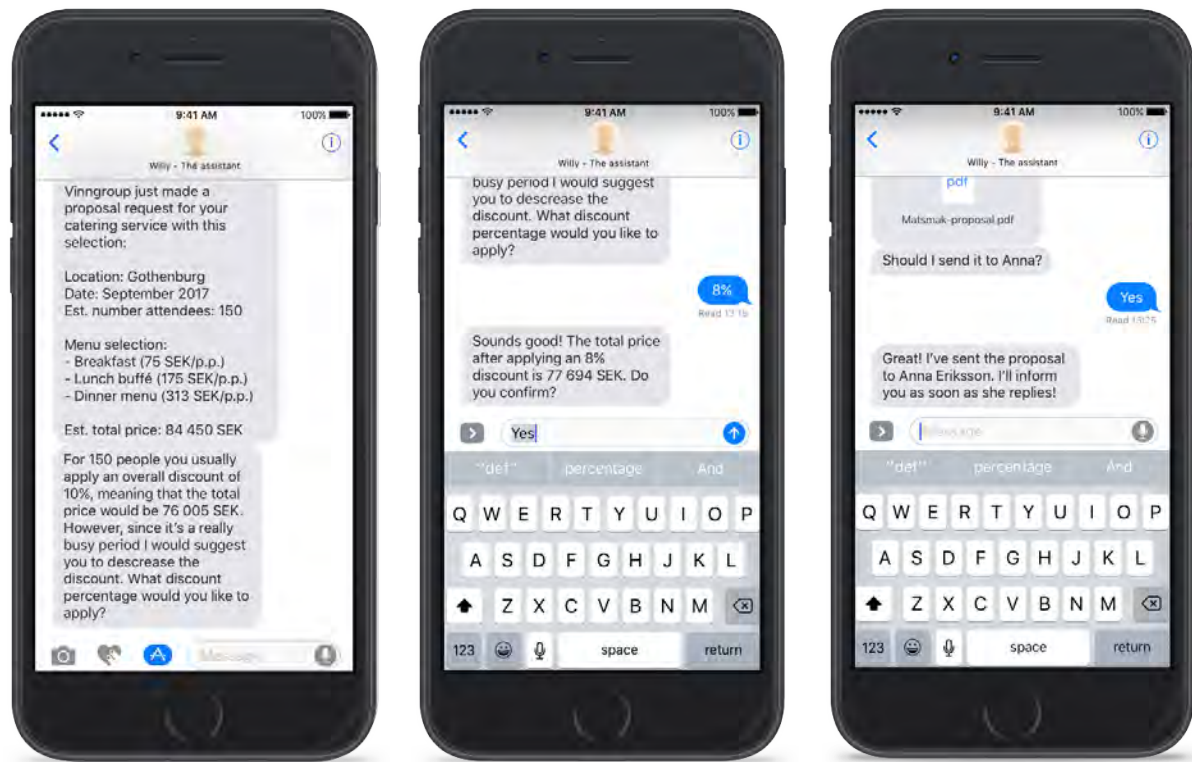 9:41 AM
100%
Willy - The assistant
Vinngroup just made a
proposal request for your
catering service with this
selection:
Location: Gothenburg
Date: September 2017
Est. number attendees: 150
Menu selection:
- Breakfast (75 SEK/p.p.)
- Lunch buffé (175 SEK/p.p.)
- Dinner menu (313 SEK/p.p.)
Est. total price: 84 450 SEK
For 150 people you usually
apply an overall discount of
10%, meaning that the total
price would be 76 005 SEK.
However, since it's a really
busy period I would suggest
you to descrease the
discount. What discount
percentage would you like to
apply?
Message
9:41 AM
100%
Willy - The assistant
busy period I would suggest
you to descrease the
discount. What discount
percentage would you like to
apply?
8%
Read 13:15
Sounds good! The total price
after applying an 8%
discount is 77 694 SEK. Do
you confirm?
Yes
"def" percentage And
Q W E R T Y U I O P
A S D F G H J K L
Z X C V B N M
123 space return
9:41 AM
100%
Willy - The assistant
pdf
Matsmak-proposal.pdf
Should I send it to Anna?
Yes
Read
Great! I've sent the proposal
to Anna Eriksson. I'll inform
you as soon as she replies!
Message
"def" percentage And
Q W E R T Y U I O P
A S D F G H J K L
Z X C V B N M
123 space return